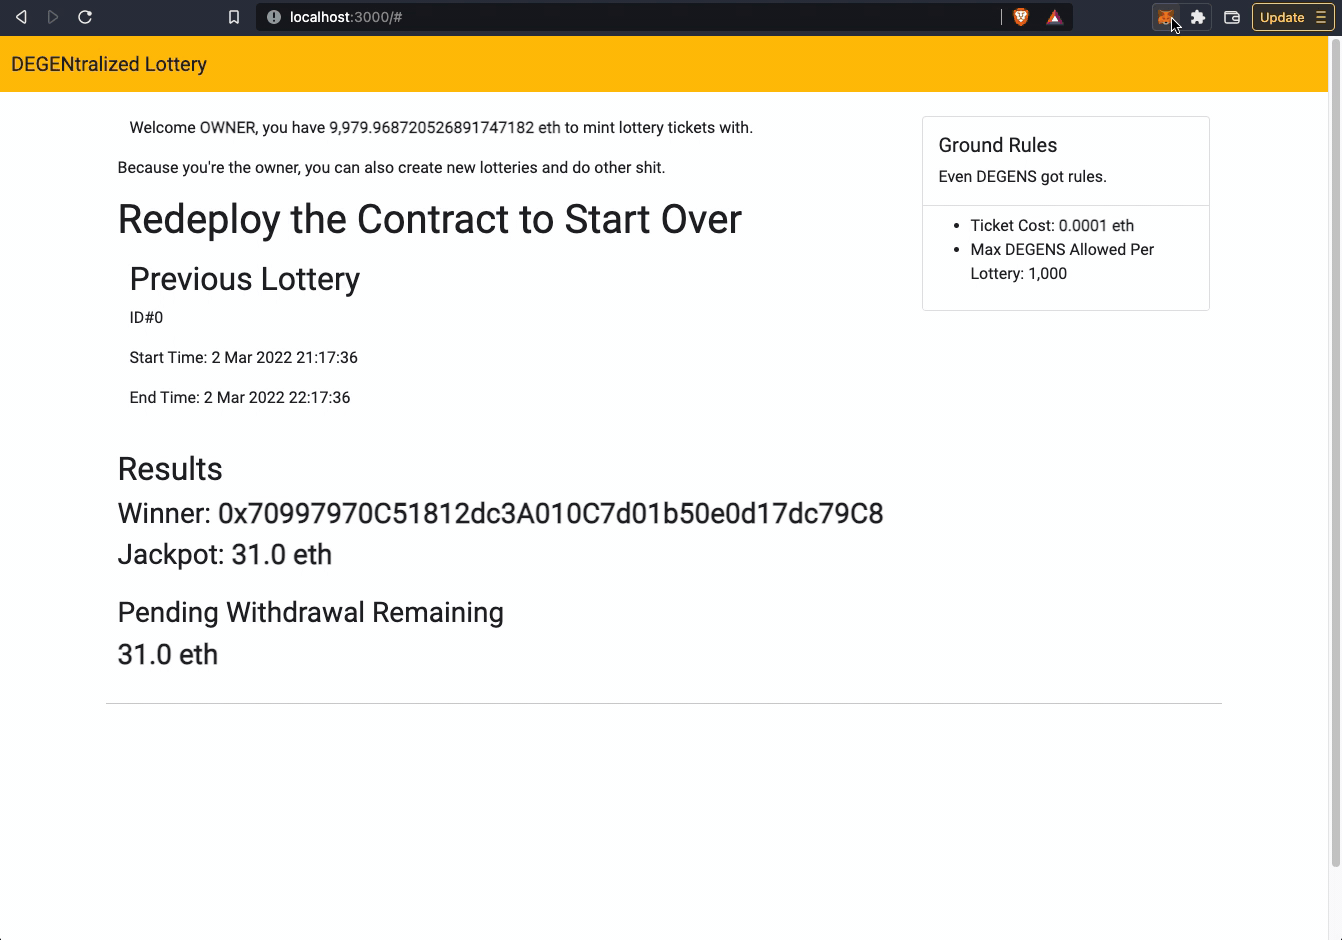 localhost:3000/#
Update
DEGENtralized Lottery
Welcome OWNER, you have 9,979.968720526891747182 eth to mint lottery tickets with.
Because you're the owner, you can also create new lotteries and do other shit.
Redeploy the Contract to Start Over
Previous Lottery
ID#0
Start Time: 2 Mar 2022 21:17:36
End Time: 2 Mar 2022 22:17:36
Results
Winner: 0x70997970C51812dc3A010C7d01b50e0d17dc79C8
Jackpot: 31.0 eth
Pending Withdrawal Remaining
31.0 eth
Ground Rules
Even DEGENS got rules.
• Ticket Cost: 0.0001 eth
• Max DEGENS Allowed Per
Lottery: 1,000